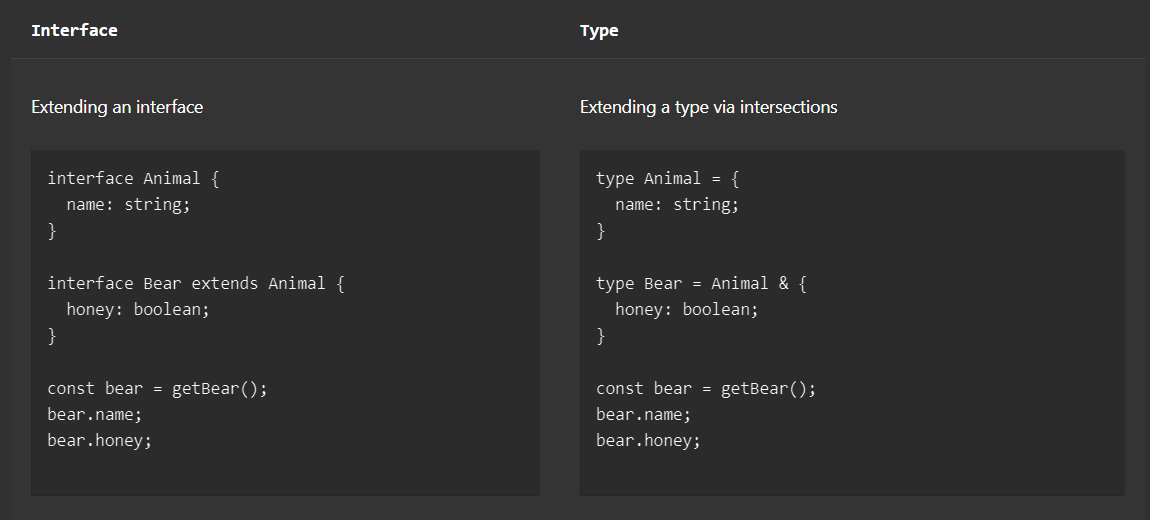 Interface
Type
Extending an interface
Extending a type via intersections
interface Animal {
  name: string;
}

interface Bear extends Animal {
  honey: boolean;
}

const bear = getBear();
bear.name;
bear.honey;
type Animal = {
  name: string;
}

type Bear = Animal & {
  honey: boolean;
}

const bear = getBear();
bear.name;
bear.honey;